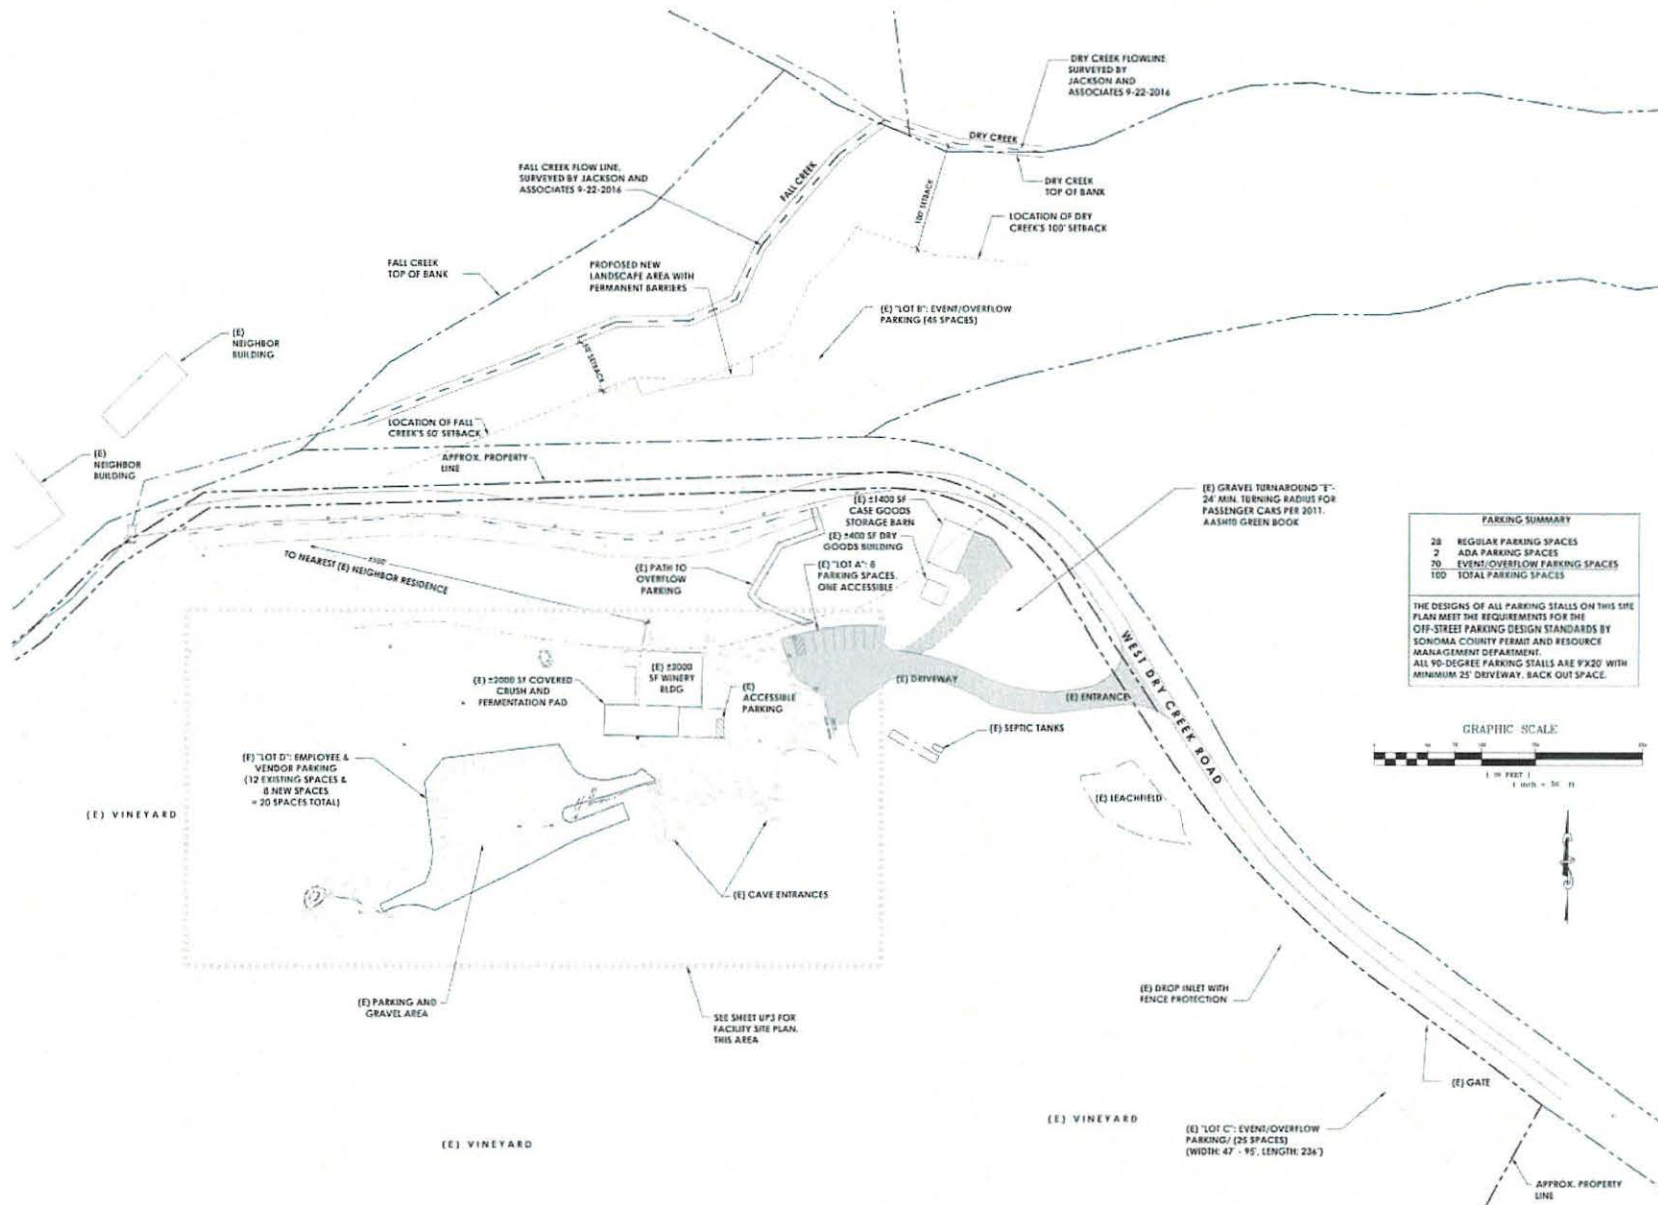 DRY CREEK FLOWLINE
SURVEYED BY
JACKSON AND
ASSOCIATES 9-22-2016
DRY CREEK
FALL CREEK FLOW LINE,
SURVEYED BY JACKSON AND
ASSOCIATES 9-22-2016
FALL CREEK
DRY CREEK
TOP OF BANK
100' SETBACK
LOCATION OF DRY
CREEK'S 100' SETBACK
FALL CREEK
TOP OF BANK
PROPOSED NEW
LANDSCAPE AREA WITH
PERMANENT BARRIERS
(E) "LOT B": EVENT/OVERFLOW
PARKING (45 SPACES)
(E)
NEIGHBOR
BUILDING
50' SETBACK
LOCATION OF FALL
CREEK'S 50' SETBACK
(E)
NEIGHBOR
BUILDING
APPROX. PROPERTY
LINE
(E) ±1400 SF
CASE GOODS
STORAGE BARN
(E) ±400 SF DRY
GOODS BUILDING
(E) GRAVEL TURNAROUND "E"-
24' MIN. TURNING RADIUS FOR
PASSENGER CARS PER 2011.
AASHTO GREEN BOOK
PARKING SUMMARY
28 REGULAR PARKING SPACES
2 ADA PARKING SPACES
70 EVENT/OVERFLOW PARKING SPACES
100 TOTAL PARKING SPACES
THE DESIGNS OF ALL PARKING STALLS ON THIS SITE
PLAN MEET THE REQUIREMENTS FOR THE
OFF-STREET PARKING DESIGN STANDARDS BY
SONOMA COUNTY PERMIT AND RESOURCE
MANAGEMENT DEPARTMENT.
ALL 90-DEGREE PARKING STALLS ARE 9'X20' WITH
MINIMUM 25' DRIVEWAY, BACK OUT SPACE.
TO NEAREST (E) NEIGHBOR RESIDENCE
(E) PATH TO
OVERFLOW
PARKING
(E) "LOT A": 8
PARKING SPACES,
ONE ACCESSIBLE
WEST DRY CREEK ROAD
(E) ±2000 SF COVERED
CRUSH AND
FERMENTATION PAD
SF WINERY
BLDG
(E)
ACCESSIBLE
PARKING
(E) DRIVEWAY
(E) ENTRANCE
(E) SEPTIC TANKS
GRAPHIC SCALE
( IN FEET )
(E) "LOT D": EMPLOYEE &
VENDOR PARKING
(12 EXISTING SPACES &
8 NEW SPACES
= 20 SPACES TOTAL)
(E) LEACHFIELD
(E) VINEYARD
(E) CAVE ENTRANCES
(E) PARKING AND
GRAVEL AREA
SEE SHEET UP3 FOR
FACILITY SITE PLAN,
THIS AREA
(E) DROP INLET WITH
FENCE PROTECTION
(E) GATE
(E) VINEYARD
(E) VINEYARD
(E) "LOT C": EVENT/OVERFLOW
PARKING/ (25 SPACES)
(WIDTH: 47' - 95', LENGTH: 236')
APPROX. PROPERTY
LINE